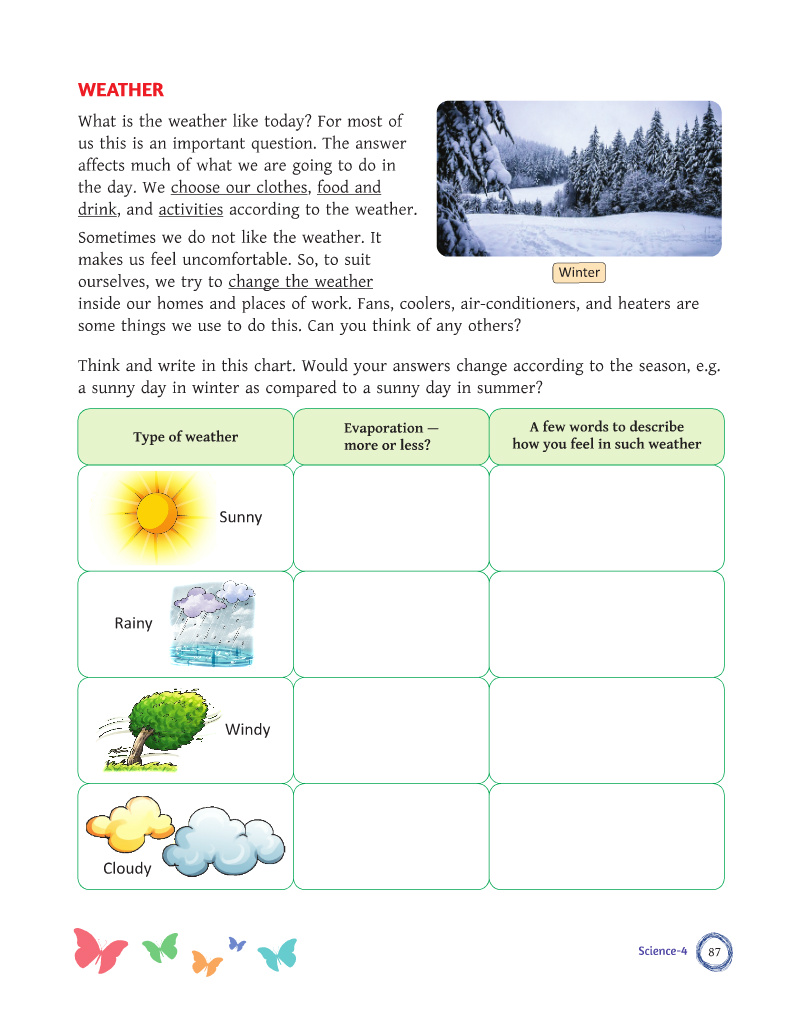 WEATHER
What is the weather like today? For most of
us this is an important question. The answer
affects much of what we are going to do in
the day. We choose our clothes, food and
drink, and activities according to the weather.
Sometimes we do not like the weather. It
makes us feel uncomfortable. So, to suit
ourselves, we try to change the weather
Winter
inside our homes and places of work. Fans, coolers, air-conditioners, and heaters are
some things we use to do this. Can you think of any others?
Think and write in this chart. Would your answers change according to the season, e.g.
a sunny day in winter as compared to a sunny day in summer?
Type of weather
Evaporation —
more or less?
A few words to describe
how you feel in such weather
Sunny
Rainy
Windy
Cloudy
Science-4
87